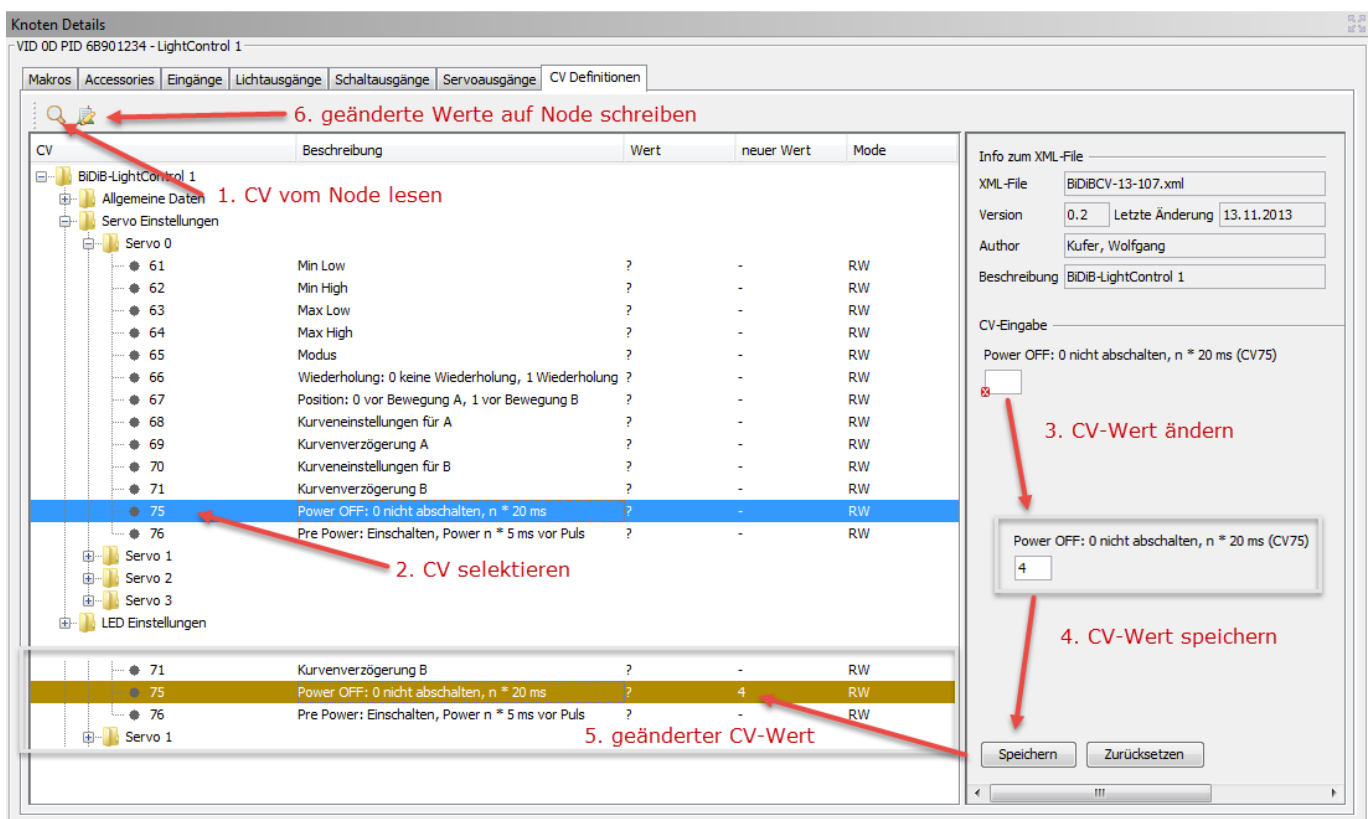 Knoten Details
VID 0D PID 6B901234 - LightControl 1
Makros Accessories Eingänge Lichtausgänge Schaltausgänge Servoausgänge CV Definitionen
6. geänderte Werte auf Node schreiben
CV Beschreibung Wert neuer Wert Mode
BiDiB-LightControl 1
Allgemeine Daten
1. CV vom Node lesen
Servo Einstellungen
Servo 0
61 Min Low ? - RW
62 Min High ? - RW
63 Max Low ? - RW
64 Max High ? - RW
65 Modus ? - RW
66 Wiederholung: 0 keine Wiederholung, 1 Wiederholung ? - RW
67 Position: 0 vor Bewegung A, 1 vor Bewegung B ? - RW
68 Kurveneinstellungen für A ? - RW
69 Kurvenverzögerung A ? - RW
70 Kurveneinstellungen für B ? - RW
71 Kurvenverzögerung B ? - RW
75 Power OFF: 0 nicht abschalten, n * 20 ms ? - RW
76 Pre Power: Einschalten, Power n * 5 ms vor Puls ? - RW
Servo 1
2. CV selektieren
Servo 2
Servo 3
LED Einstellungen
71 Kurvenverzögerung B ? - RW
75 Power OFF: 0 nicht abschalten, n * 20 ms ? 4 RW
76 Pre Power: Einschalten, Power n * 5 ms vor Puls ? - RW
Servo 1
5. geänderter CV-Wert
Info zum XML-File
XML-File BiDiBCV-13-107.xml
Version 0.2 Letzte Änderung 13.11.2013
Author Kufer, Wolfgang
Beschreibung BiDiB-LightControl 1
CV-Eingabe
Power OFF: 0 nicht abschalten, n * 20 ms (CV75)
3. CV-Wert ändern
Power OFF: 0 nicht abschalten, n * 20 ms (CV75)
4
4. CV-Wert speichern
Speichern Zurücksetzen